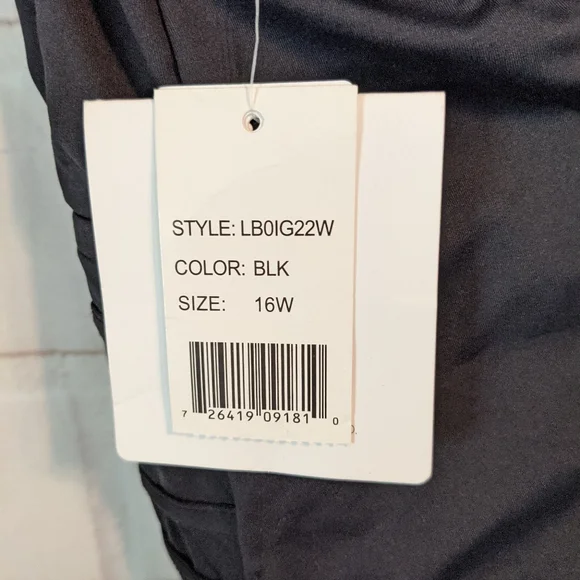 STYLE: LB0IG22W
COLOR: BLK
SIZE: 16W
7 26419 09181 0